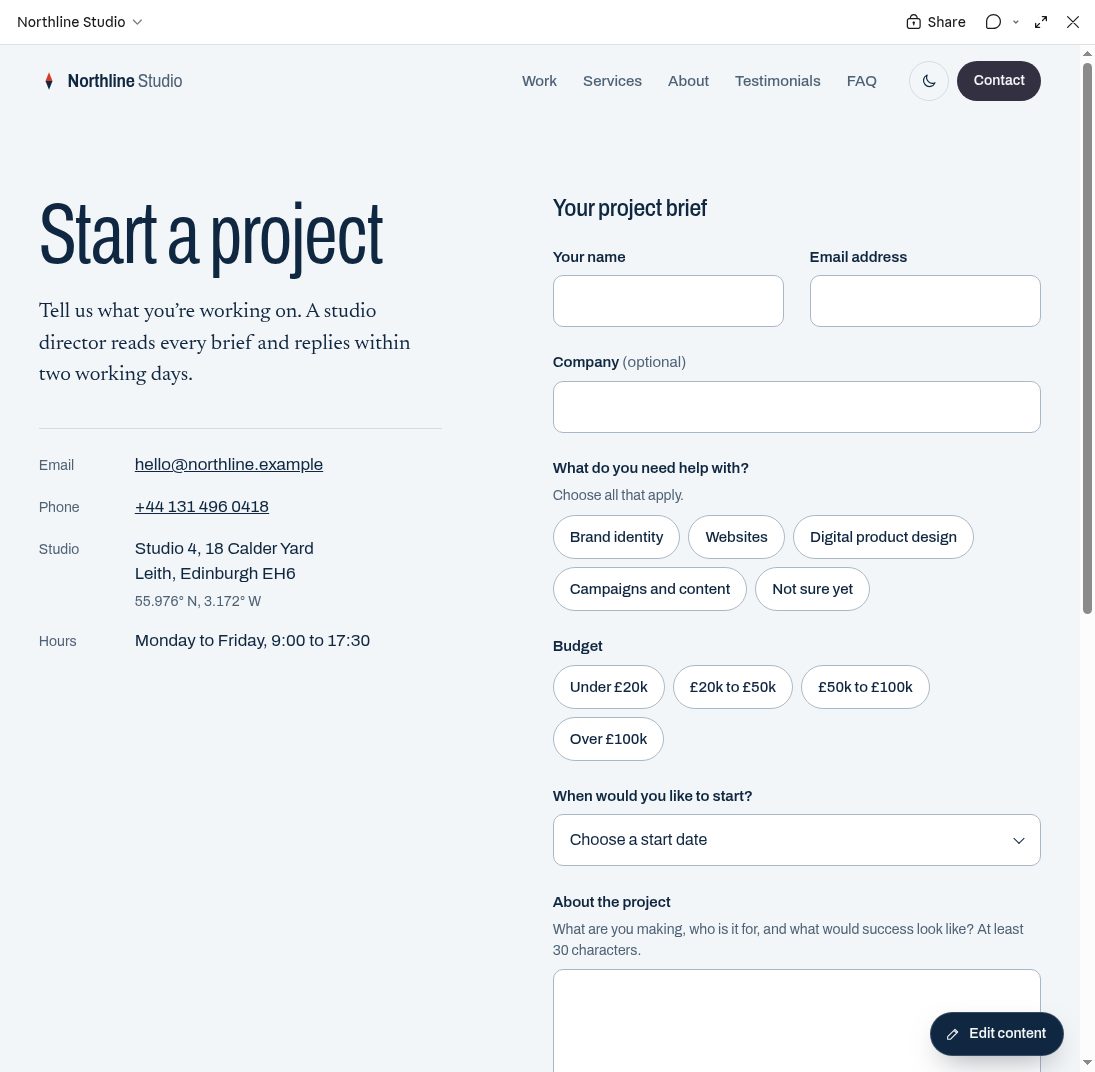 Northline Studio
Share
Northline Studio
Work
Services
About
Testimonials
FAQ
Contact
Start a project
Tell us what you’re working on. A studio
director reads every brief and replies within
two working days.
Email
hello@northline.example
Phone
+44 131 496 0418
Studio
Studio 4, 18 Calder Yard
Leith, Edinburgh EH6
55.976° N, 3.172° W
Hours
Monday to Friday, 9:00 to 17:30
Your project brief
Your name
Email address
Company (optional)
What do you need help with?
Choose all that apply.
Brand identity
Websites
Digital product design
Campaigns and content
Not sure yet
Budget
Under £20k
£20k to £50k
£50k to £100k
Over £100k
When would you like to start?
Choose a start date
About the project
What are you making, who is it for, and what would success look like? At least
30 characters.
Edit content